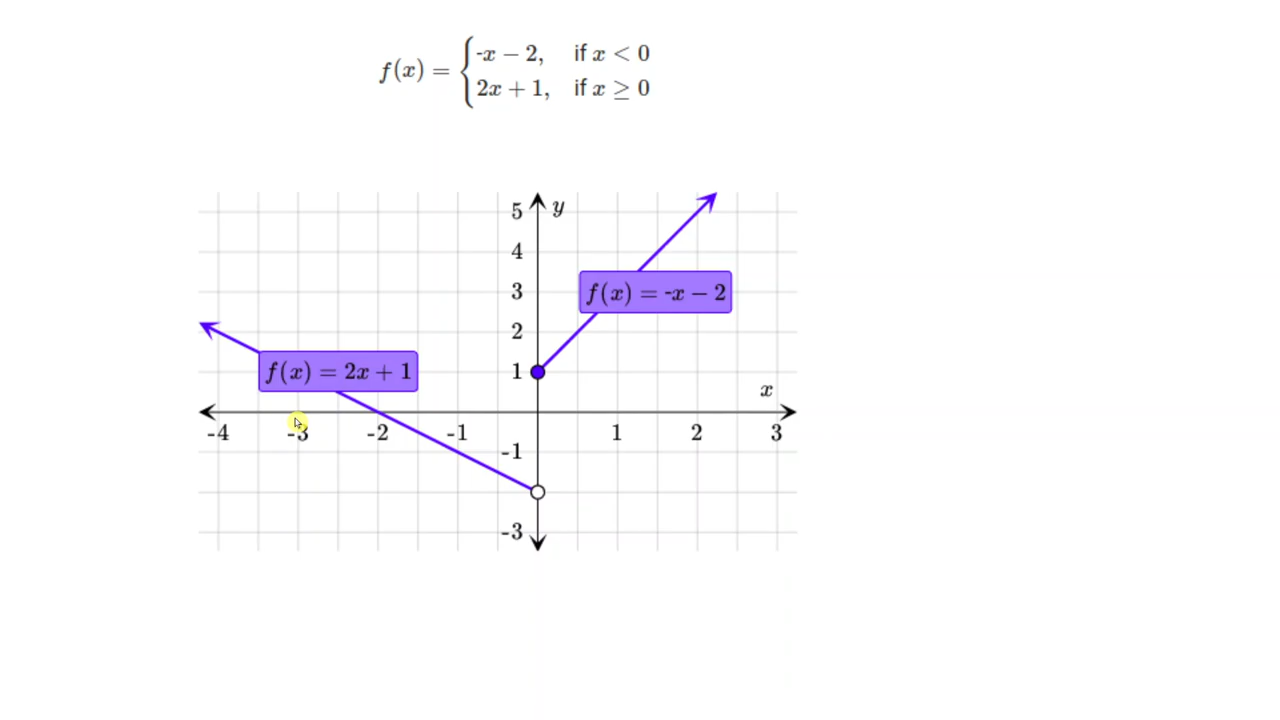 f(x) = { -x − 2, if x < 0
2x + 1, if x ≥ 0
5 y
4
3 f(x) = -x − 2
2
f(x) = 2x + 1 1
x
-4 -3 -2 -1 1 2 3
-1
-3